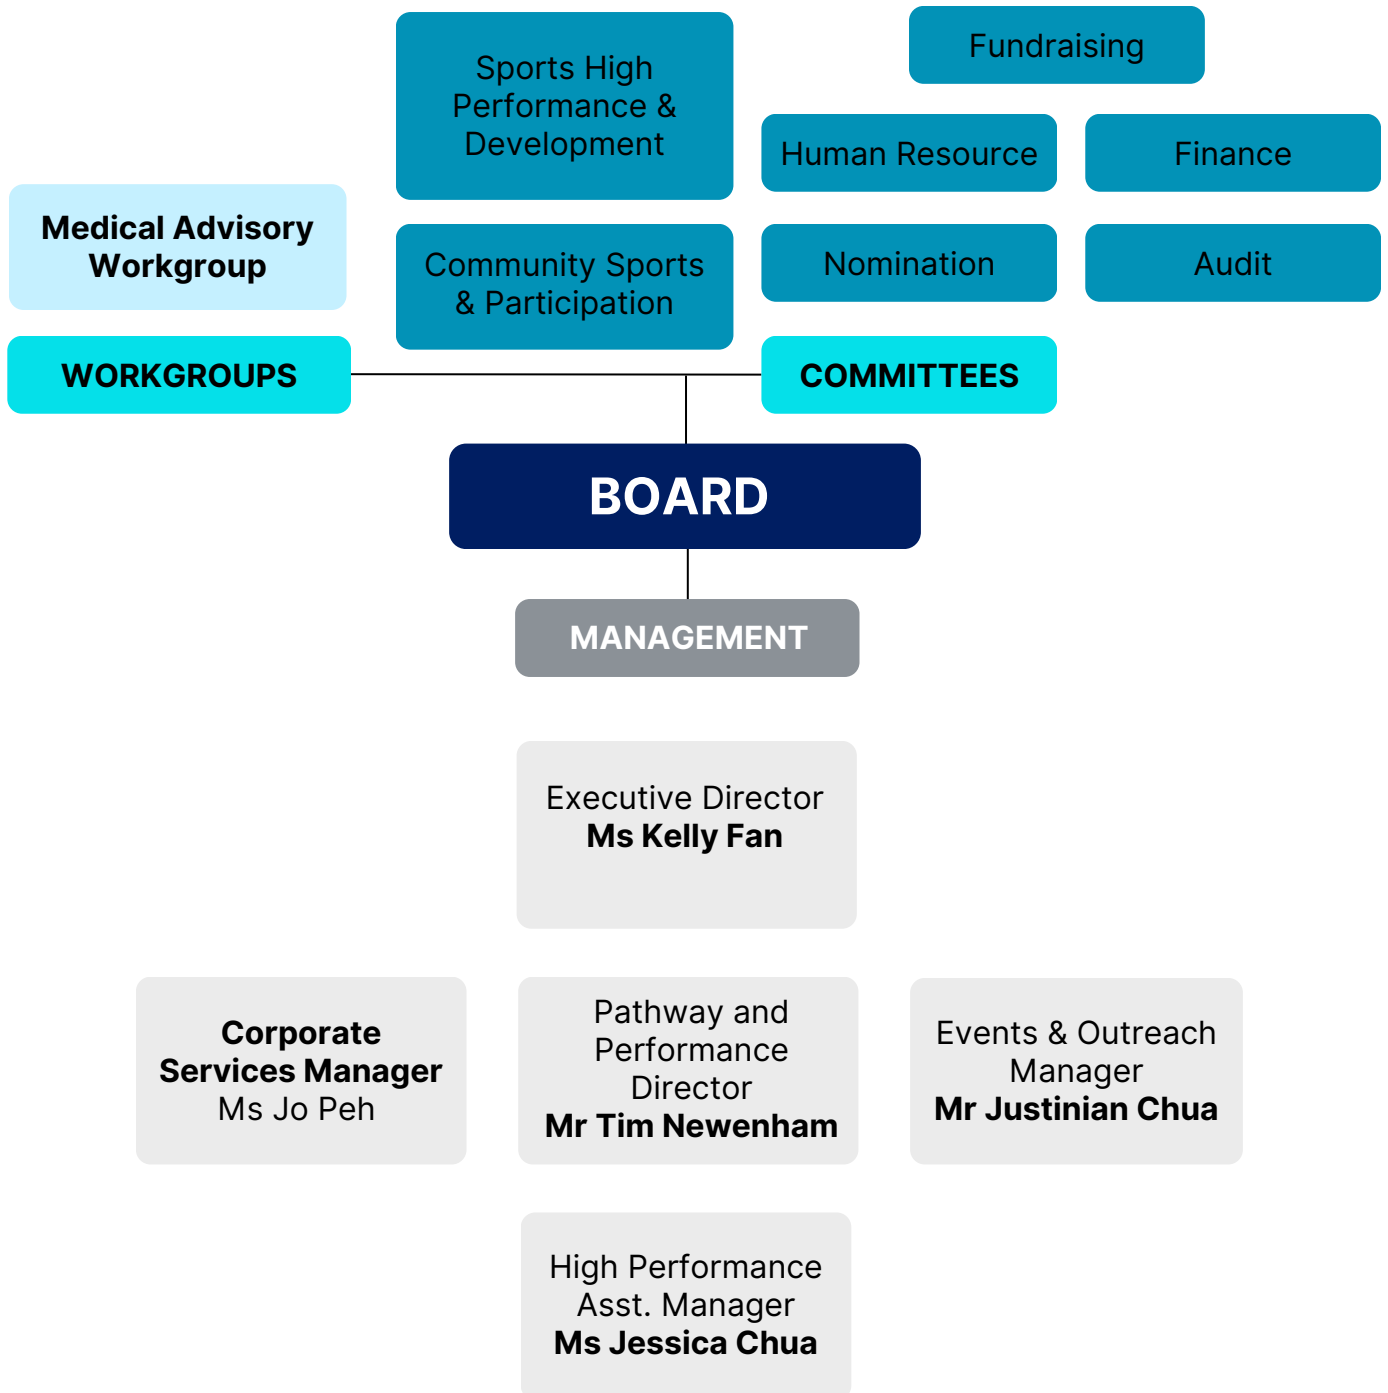 Sports High
Performance &
Development
Fundraising
Human Resource
Finance
Medical Advisory
Workgroup
Community Sports
& Participation
Nomination
Audit
WORKGROUPS
COMMITTEES
BOARD
MANAGEMENT
Executive Director
Ms Kelly Fan
Corporate
Services Manager
Ms Jo Peh
Pathway and
Performance
Director
Mr Tim Newenham
Events & Outreach
Manager
Mr Justinian Chua
High Performance
Asst. Manager
Ms Jessica Chua